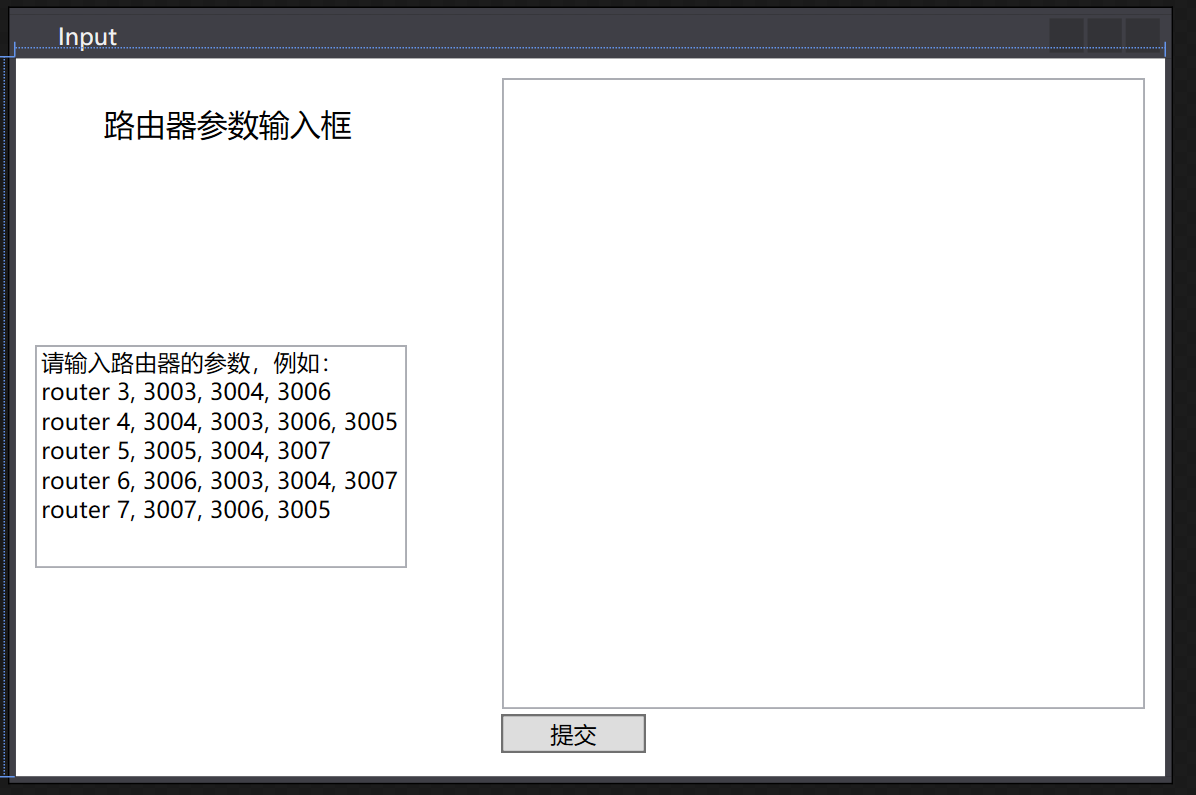 Input
路由器参数输入框
请输入路由器的参数，例如：
router 3, 3003, 3004, 3006
router 4, 3004, 3003, 3006, 3005
router 5, 3005, 3004, 3007
router 6, 3006, 3003, 3004, 3007
router 7, 3007, 3006, 3005
提交